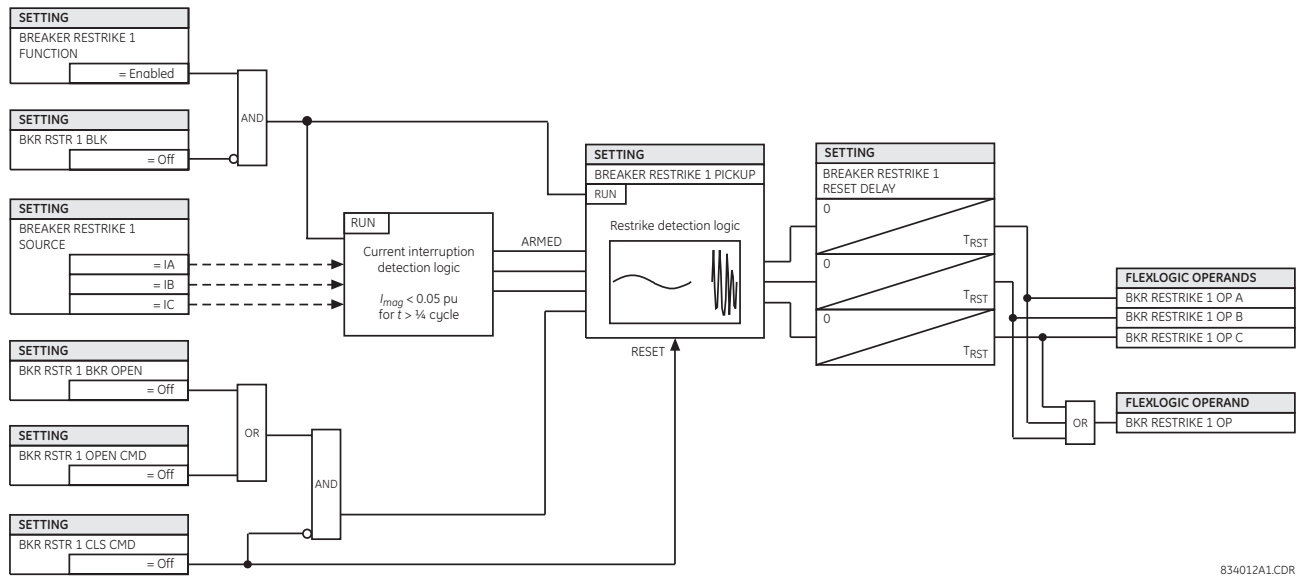 SETTING
BREAKER RESTRIKE 1
FUNCTION
= Enabled
SETTING
BKR RSTR 1 BLK
= Off
AND
SETTING
BREAKER RESTRIKE 1
SOURCE
= IA
= IB
= IC
SETTING
BKR RSTR 1 BKR OPEN
= Off
SETTING
BKR RSTR 1 OPEN CMD
= Off
OR
SETTING
BKR RSTR 1 CLS CMD
= Off
AND
RUN
Current interruption
detection logic
Imag < 0.05 pu
for t > ¼ cycle
ARMED
SETTING
BREAKER RESTRIKE 1 PICKUP
RUN
Restrike detection logic
RESET
SETTING
BREAKER RESTRIKE 1
RESET DELAY
0
TRST
0
TRST
0
TRST
FLEXLOGIC OPERANDS
BKR RESTRIKE 1 OP A
BKR RESTRIKE 1 OP B
BKR RESTRIKE 1 OP C
OR
FLEXLOGIC OPERAND
BKR RESTRIKE 1 OP
834012A1.CDR